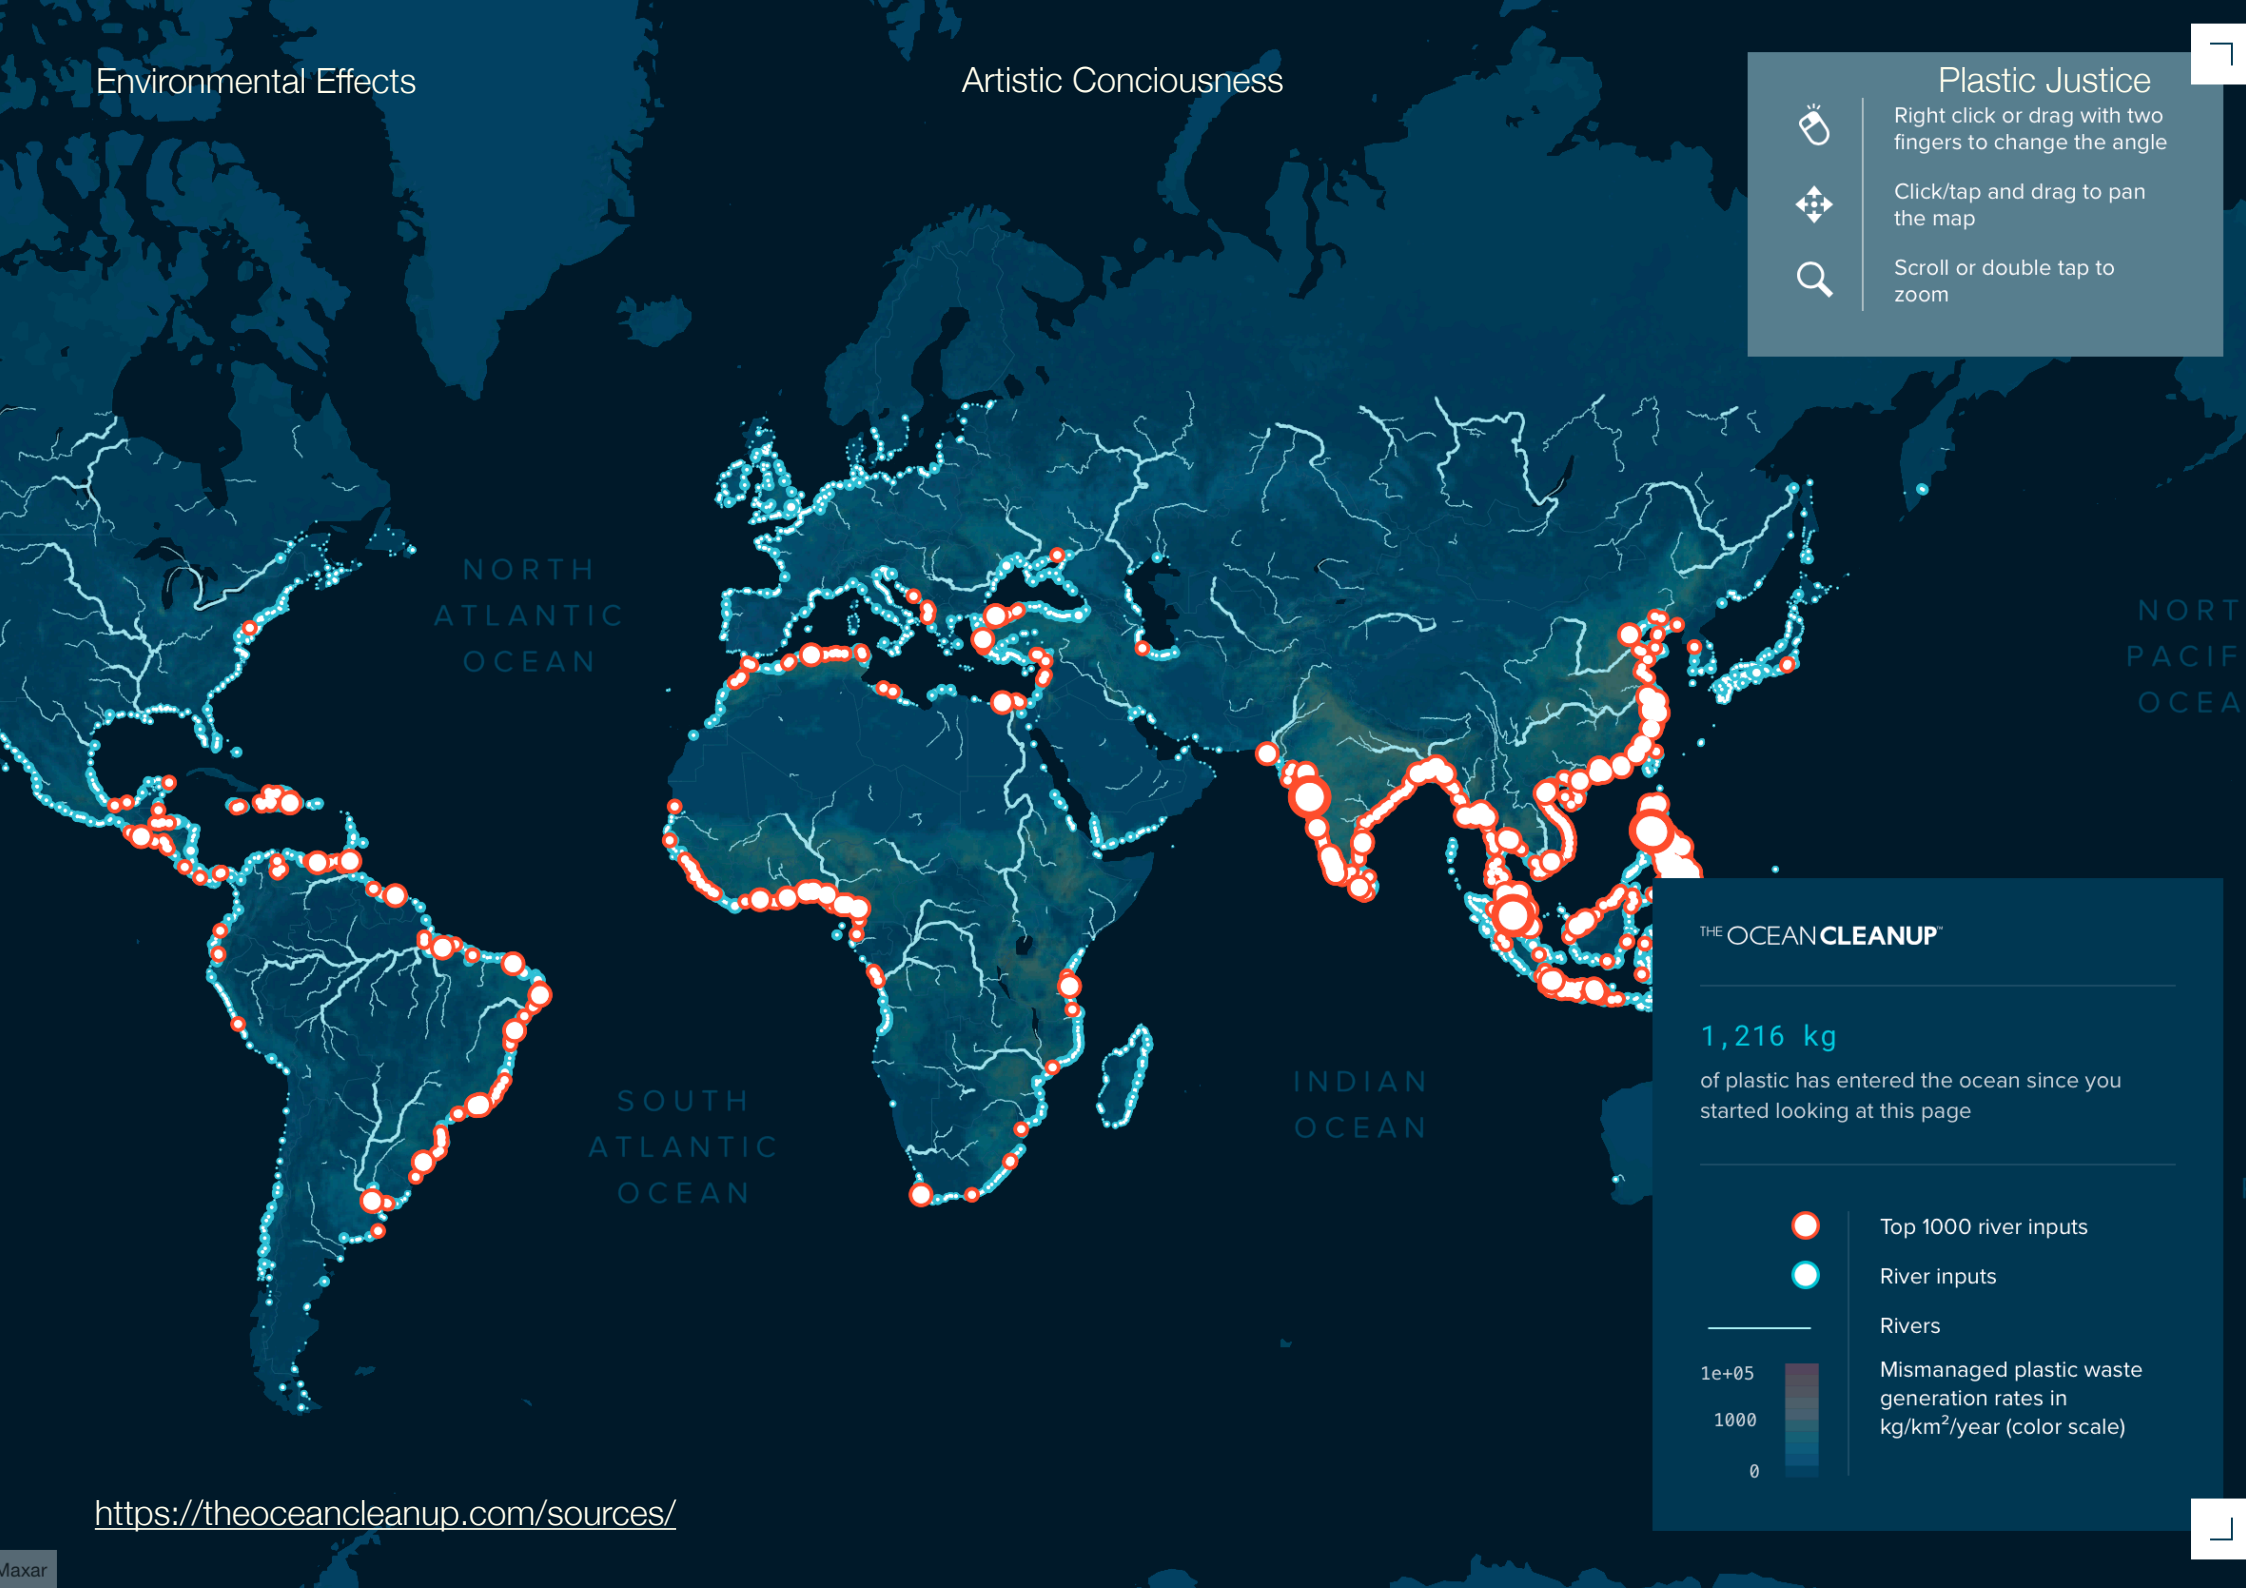 Environmental Effects
Artistic Conciousness
Plastic Justice
Right click or drag with two
fingers to change the angle
Click/tap and drag to pan
the map
Scroll or double tap to
zoom
NORTH
ATLANTIC
OCEAN
NORT
PACIF
OCEA
SOUTH
ATLANTIC
OCEAN
INDIAN
OCEAN
THE OCEAN CLEANUP™
1,216 kg
of plastic has entered the ocean since you
started looking at this page
Top 1000 river inputs
River inputs
Rivers
Mismanaged plastic waste
generation rates in
kg/km²/year (color scale)
1e+05
1000
0
https://theoceancleanup.com/sources/
Maxar